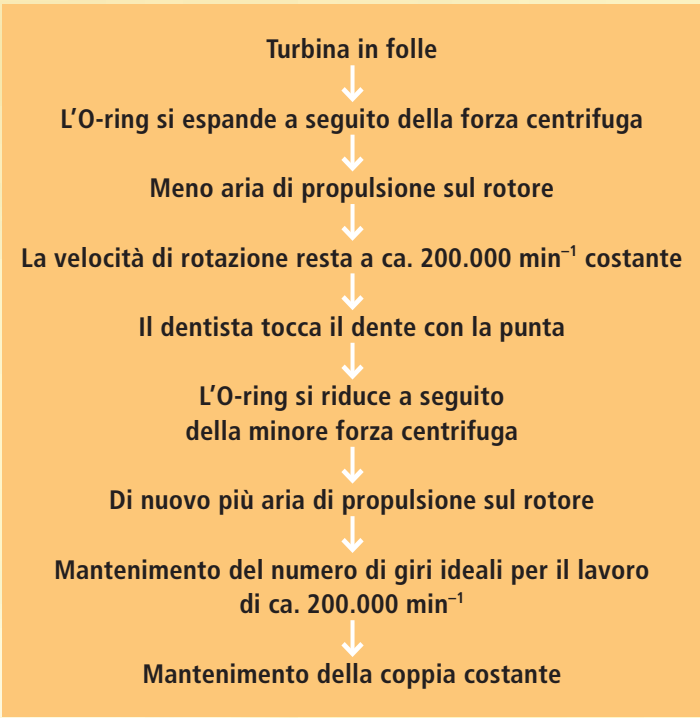 Turbina in folle
L'O-ring si espande a seguito della forza centrifuga
Meno aria di propulsione sul rotore
La velocità di rotazione resta a ca. 200.000 min⁻¹ costante
Il dentista tocca il dente con la punta
L'O-ring si riduce a seguito
della minore forza centrifuga
Di nuovo più aria di propulsione sul rotore
Mantenimento del numero di giri ideali per il lavoro
di ca. 200.000 min⁻¹
Mantenimento della coppia costante